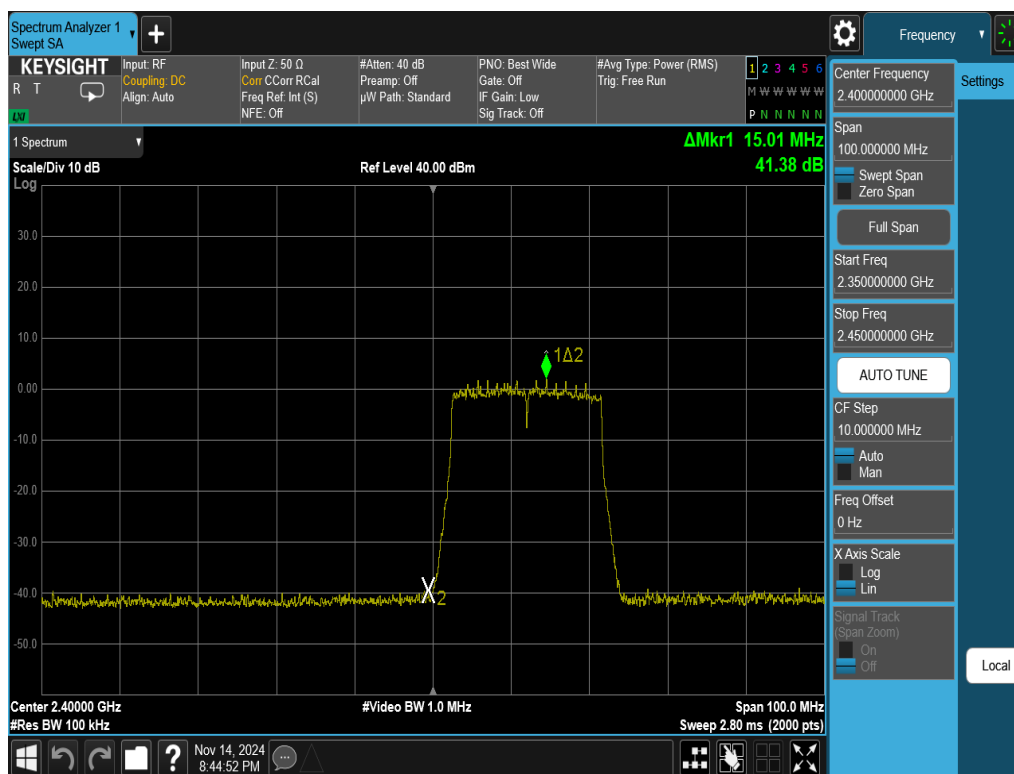 Spectrum Analyzer 1
Swept SA
Frequency
KEYSIGHT
R T
LXI
Input: RF
Coupling: DC
Align: Auto
Input Z: 50 Ω
Corr CCorr RCal
Freq Ref: Int (S)
NFE: Off
#Atten: 40 dB
Preamp: Off
µW Path: Standard
PNO: Best Wide
Gate: Off
IF Gain: Low
Sig Track: Off
#Avg Type: Power (RMS)
Trig: Free Run
1 2 3 4 5 6
M W W W W W
P N N N N N
1 Spectrum
Scale/Div 10 dB
Ref Level 40.00 dBm
ΔMkr1 15.01 MHz
41.38 dB
Log
30.0
20.0
10.0
0.00
-10.0
-20.0
-30.0
-40.0
-50.0
1Δ2
X2
Center 2.40000 GHz
#Res BW 100 kHz
#Video BW 1.0 MHz
Span 100.0 MHz
Sweep 2.80 ms (2000 pts)
Center Frequency
2.400000000 GHz
Span
100.000000 MHz
Swept Span
Zero Span
Full Span
Start Freq
2.350000000 GHz
Stop Freq
2.450000000 GHz
AUTO TUNE
CF Step
10.000000 MHz
Auto
Man
Freq Offset
0 Hz
X Axis Scale
Log
Lin
Signal Track
(Span Zoom)
On
Off
Settings
Local
?
Nov 14, 2024
8:44:52 PM